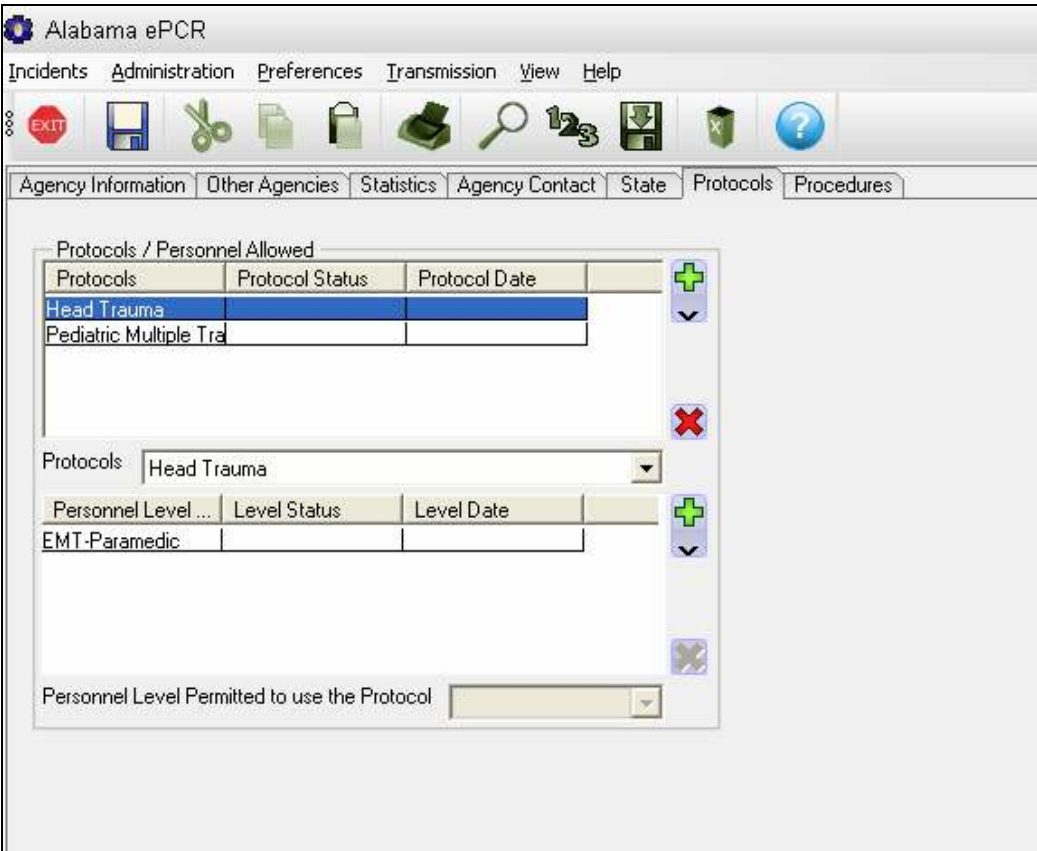 Alabama ePCR
Incidents Administration Preferences Transmission View Help
EXIT 123 X ?
Agency Information Other Agencies Statistics Agency Contact State Protocols Procedures
Protocols / Personnel Allowed
Protocols Protocol Status Protocol Date
Head Trauma
Pediatric Multiple Tra
Protocols Head Trauma
Personnel Level ... Level Status Level Date
EMT-Paramedic
Personnel Level Permitted to use the Protocol